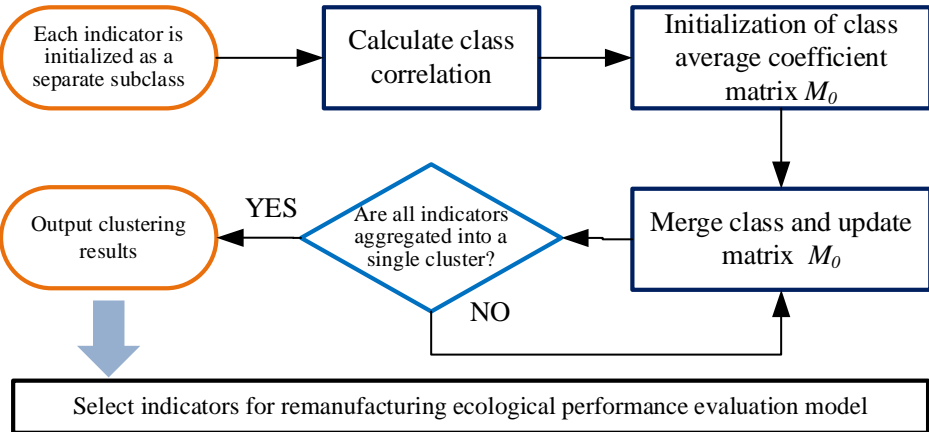 Each indicator is
initialized as a
separate subclass
Calculate class
correlation
Initialization of class
average coefficient
matrix M₀
Merge class and update
matrix M₀
Are all indicators
aggregated into a
single cluster?
YES
NO
Output clustering
results
Select indicators for remanufacturing ecological performance evaluation model